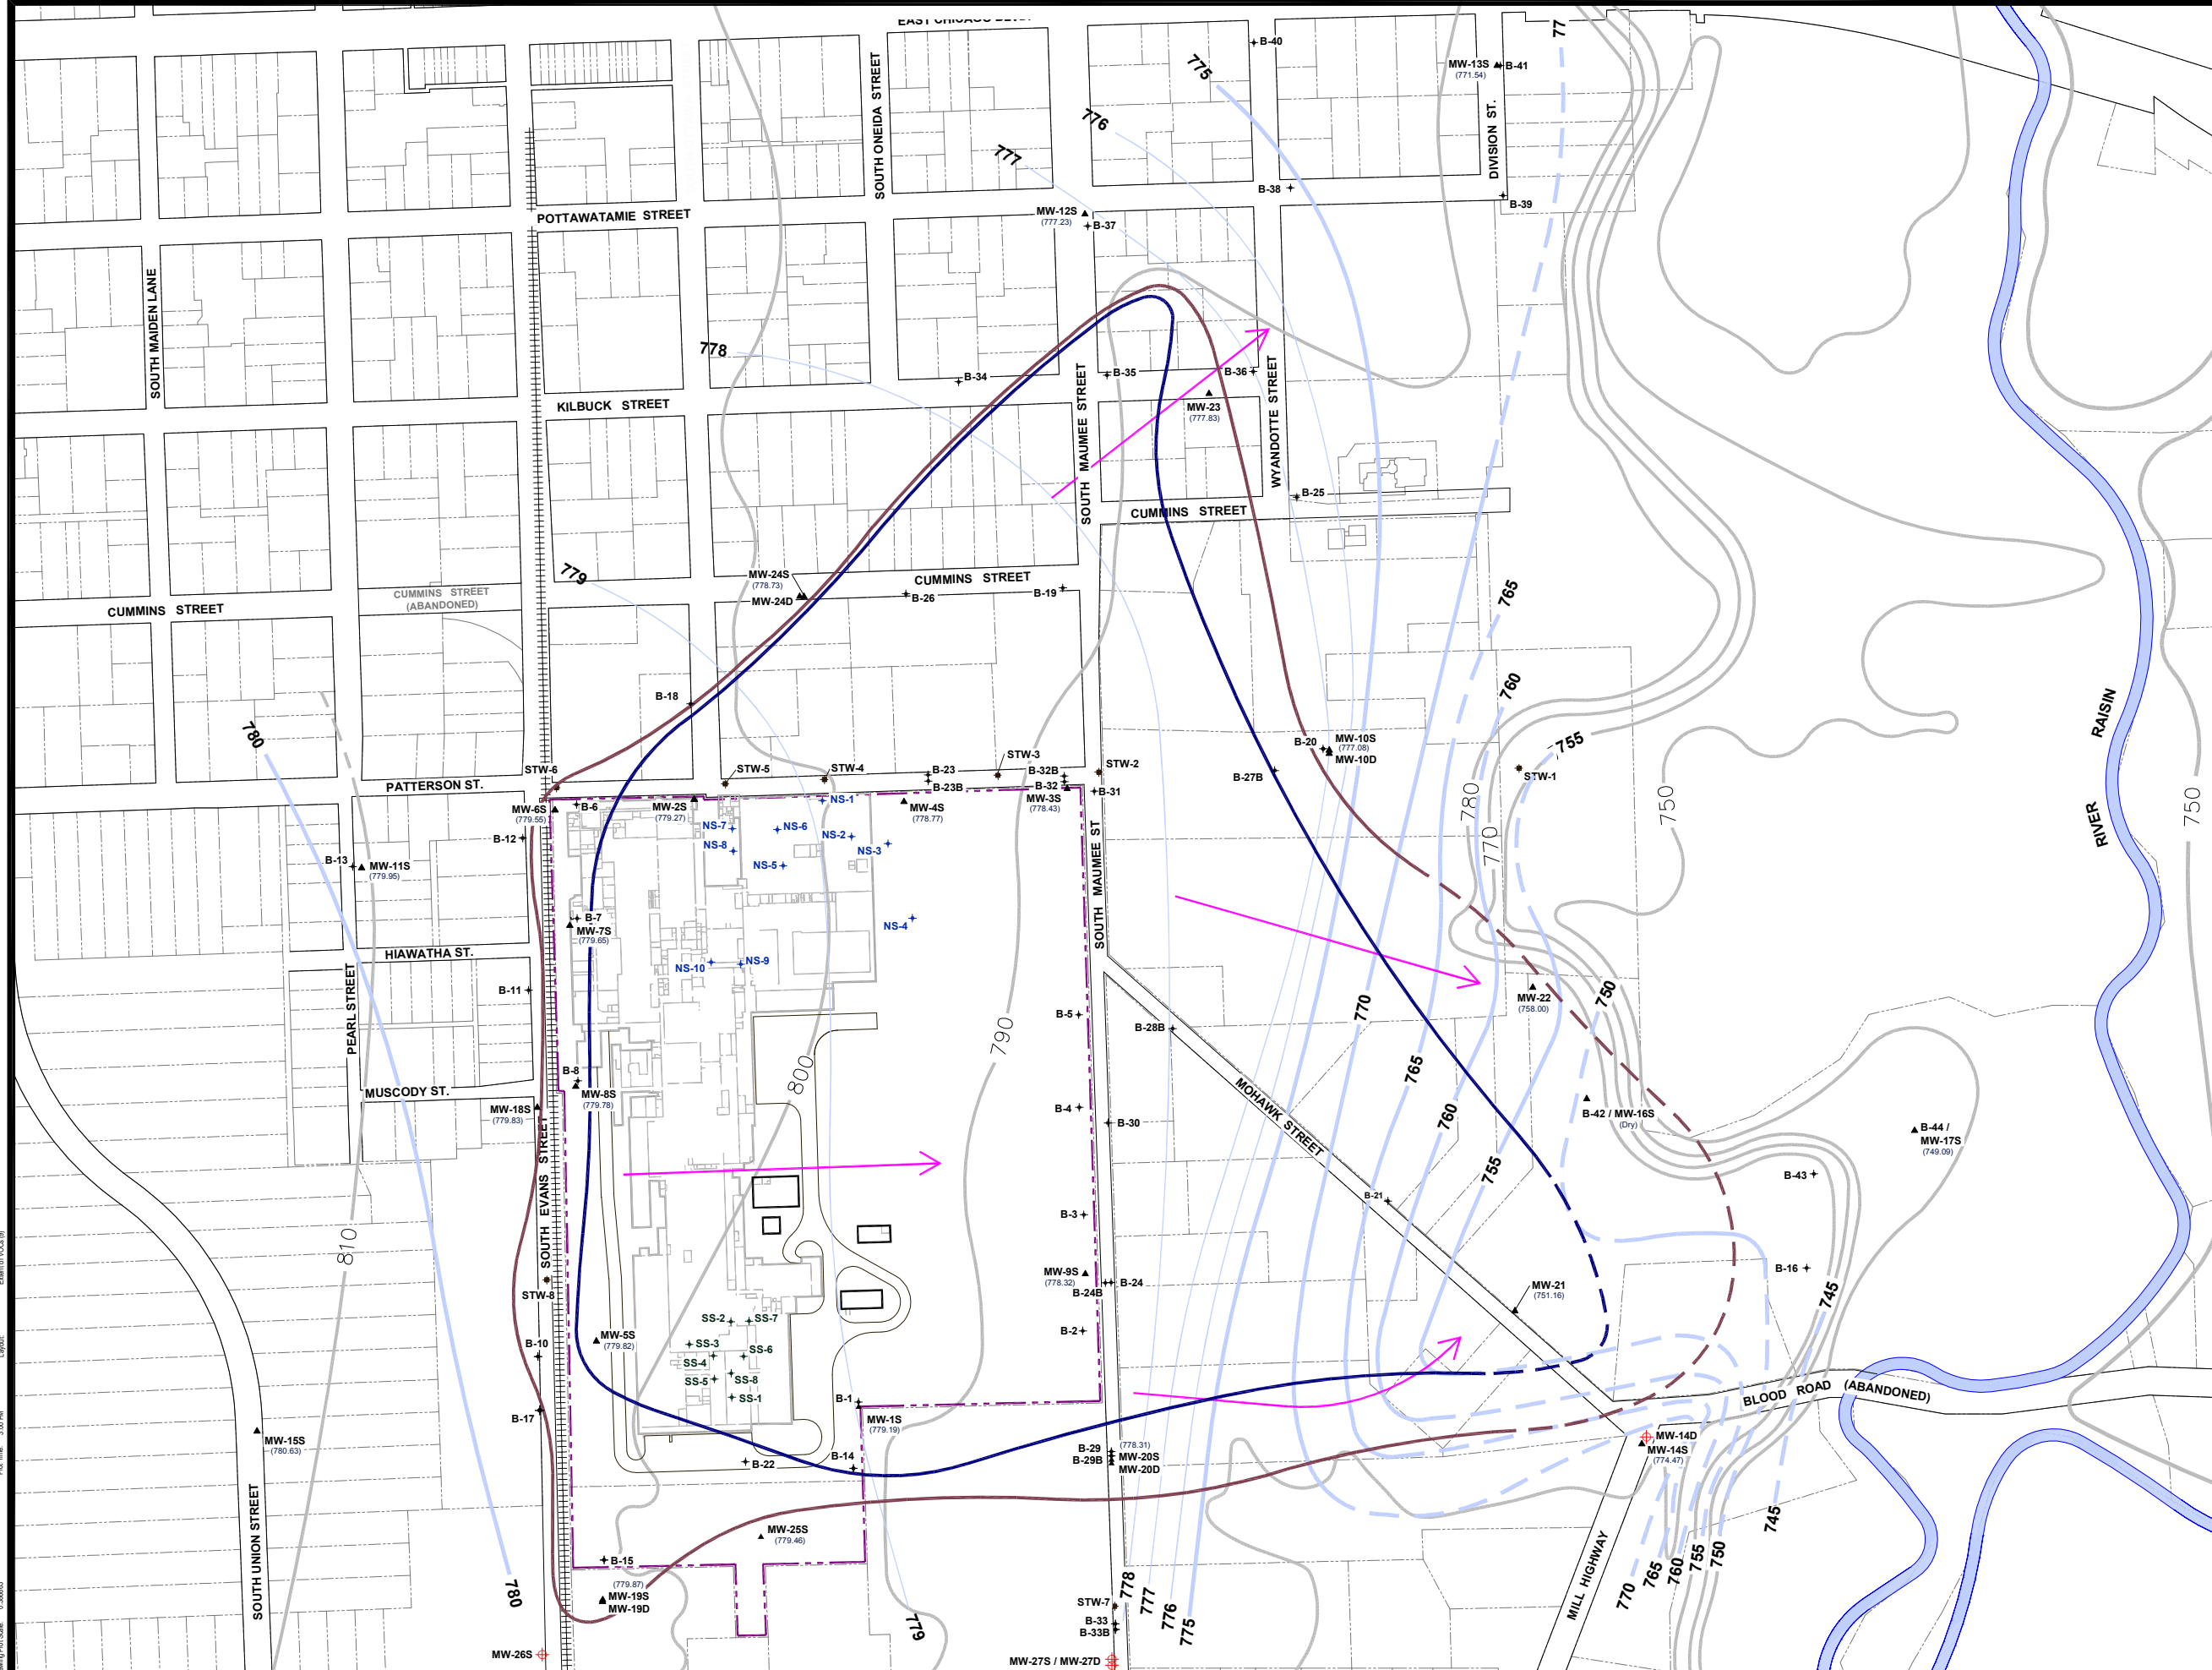 EAST CHICAGO BLVD
B-40
77
775
MW-13S
(771.54)
B-41
776
777
SOUTH ONEIDA STREET
DIVISION ST.
B-38
B-39
POTTAWATAMIE STREET
MW-12S
(777.23)
B-37
SOUTH MAIDEN LANE
778
B-34
B-35
B-36
KILBUCK STREET
MW-23
(777.83)
SOUTH MAUMEE STREET
WYANDOTTE STREET
B-25
CUMMINS STREET
779
MW-24S
(778.73)
MW-24D
CUMMINS STREET
B-26
B-19
CUMMINS STREET
(ABANDONED)
CUMMINS STREET
765
B-18
760
780
RAISIN
RIVER
755
STW-6
STW-5
STW-4
STW-3
STW-2
STW-1
B-20
MW-10S
(777.08)
MW-10D
B-27B
PATTERSON ST.
B-23
B-23B
B-32B
B-32
B-31
MW-3S
(778.43)
MW-6S
(779.55)
B-6
MW-2S
(779.27)
NS-1
MW-4S
(778.77)
780
770
750
750
B-12
NS-7
NS-6
NS-2
NS-8
NS-3
NS-5
B-13
MW-11S
(779.95)
SOUTH MAUMEE ST
B-7
MW-7S
(779.65)
NS-4
HIAWATHA ST.
NS-10
NS-9
B-11
PEARL STREET
MW-22
(758.00)
750
770
B-5
B-28B
790
765
800
B-8
MW-8S
(779.78)
MUSCODY ST.
MW-18S
(779.83)
B-4
B-30
MOHAWK STREET
760
B-42 / MW-16S
(Dry)
B-44 /
MW-17S
(749.09)
755
B-43
SOUTH EVANS STREET
B-21
B-3
810
STW-8
MW-9S
(778.32)
B-24
B-24B
B-16
MW-21
(751.16)
745
SS-2
SS-7
B-2
MW-5S
(779.82)
SS-3
SS-6
SS-4
SS-5
SS-8
SS-1
B-10
B-17
B-1
MW-1S
(779.19)
BLOOD ROAD (ABANDONED)
MW-15S
(780.63)
B-22
B-14
B-29
B-29B
(778.31)
MW-20S
MW-20D
MW-14D
MW-14S
(774.47)
SOUTH UNION STREET
MW-25S
(779.46)
745
B-15
(779.87)
MW-19S
MW-19D
780
779
778
777
776
775
770
765
760
755
750
MILL HIGHWAY
STW-7
B-33
B-33B
MW-26S
MW-27S / MW-27D